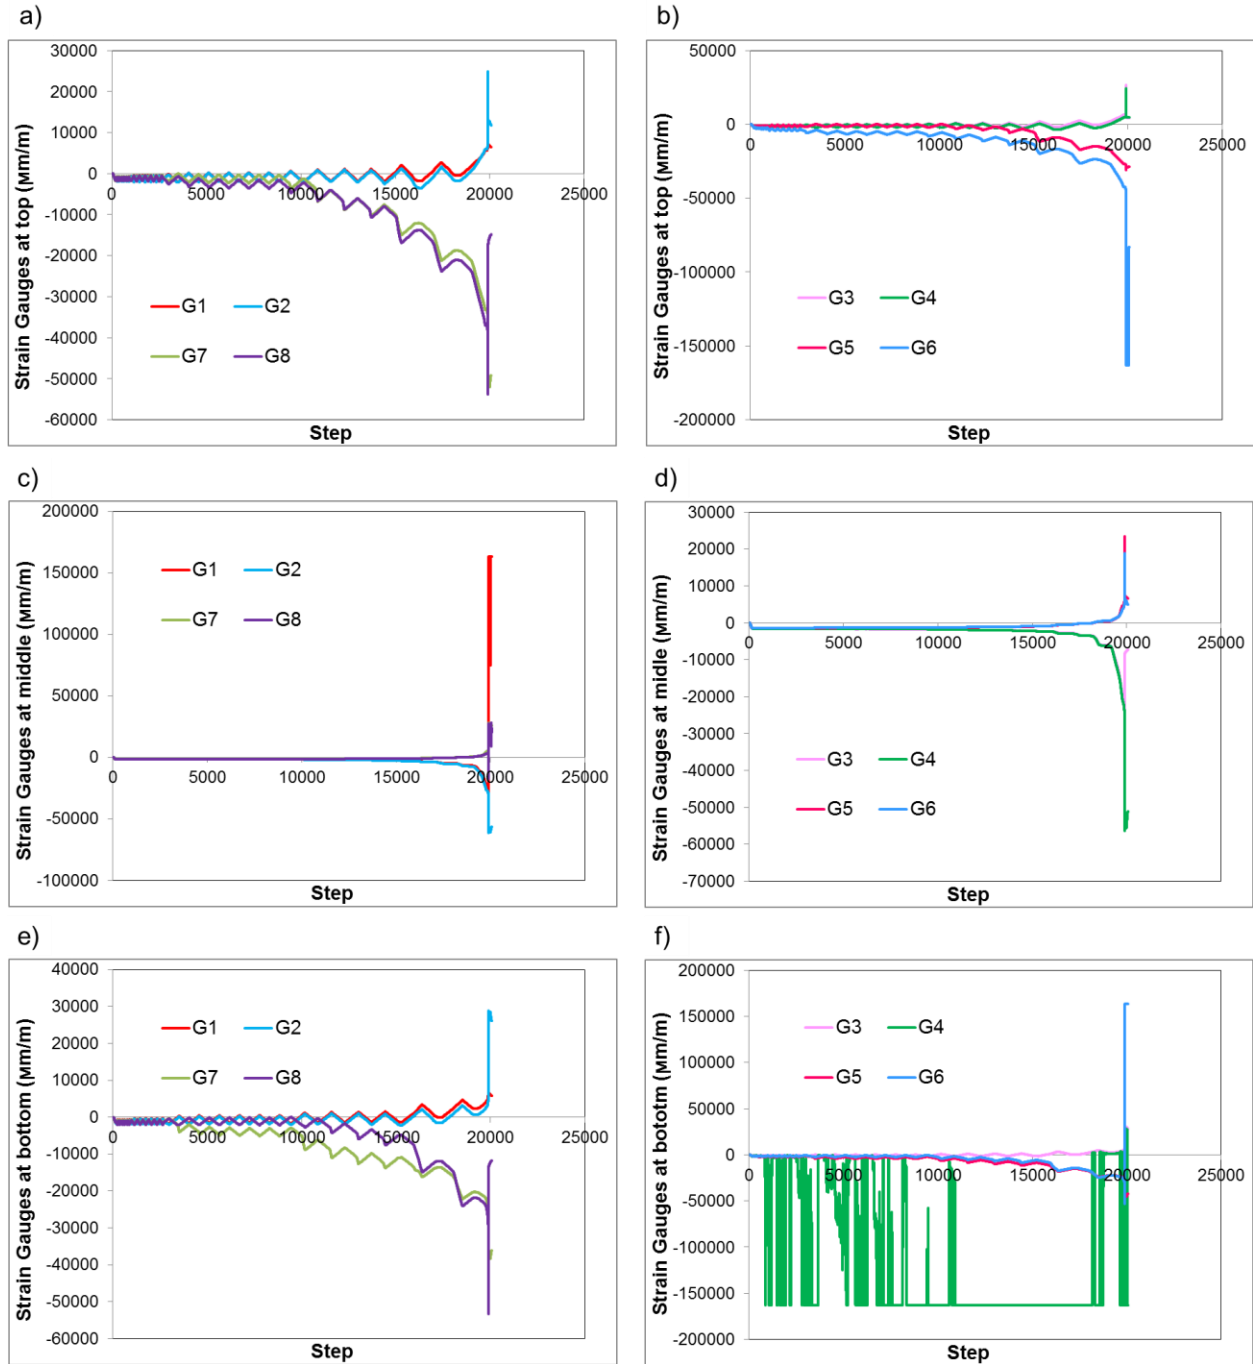 a)
30000
20000
10000
0
-10000
-20000
-30000
-40000
-50000
-60000
0
5000
10000
15000
20000
25000
Strain Gauges at top (мm/m)
G1
G2
G7
G8
Step
b)
50000
0
-50000
-100000
-150000
-200000
0
5000
10000
15000
20000
25000
Strain Gauges at top (мm/m)
G3
G4
G5
G6
Step
c)
200000
150000
100000
50000
0
-50000
-100000
0
5000
10000
15000
20000
25000
Strain Gauges at middle (мm/m)
G1
G2
G7
G8
Step
d)
30000
20000
10000
0
-10000
-20000
-30000
-40000
-50000
-60000
-70000
0
5000
10000
15000
20000
25000
Strain Gauges at midlle (мm/m)
G3
G4
G5
G6
Step
e)
40000
30000
20000
10000
0
-10000
-20000
-30000
-40000
-50000
-60000
0
5000
10000
15000
20000
25000
Strain Gauges at bottom (мm/m)
G1
G2
G7
G8
Step
f)
200000
150000
100000
50000
0
-50000
-100000
-150000
-200000
0
5000
10000
15000
20000
25000
Strain Gauges at bototm (мm/m)
G3
G4
G5
G6
Step